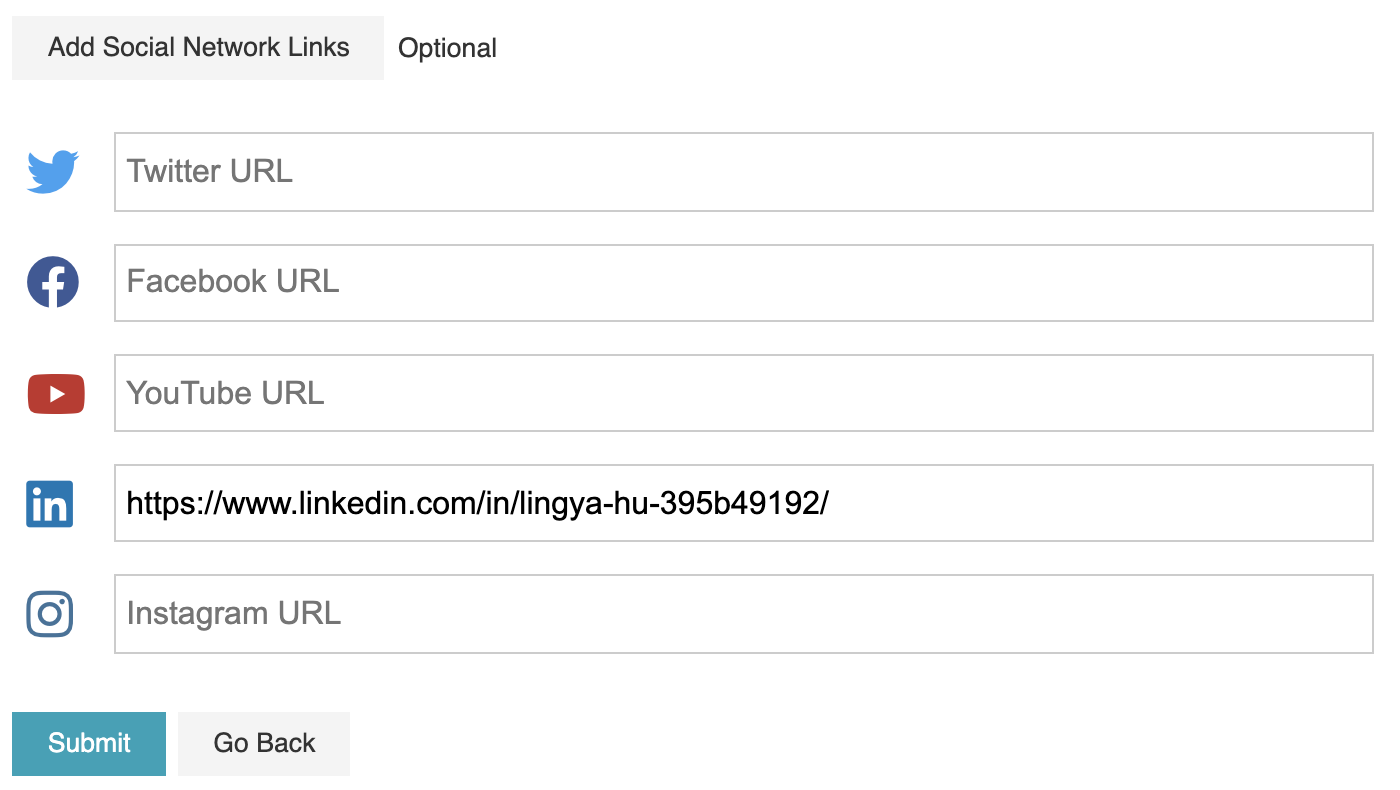 Add Social Network Links Optional
Twitter URL
Facebook URL
YouTube URL
https://www.linkedin.com/in/lingya-hu-395b49192/
Instagram URL
Submit Go Back